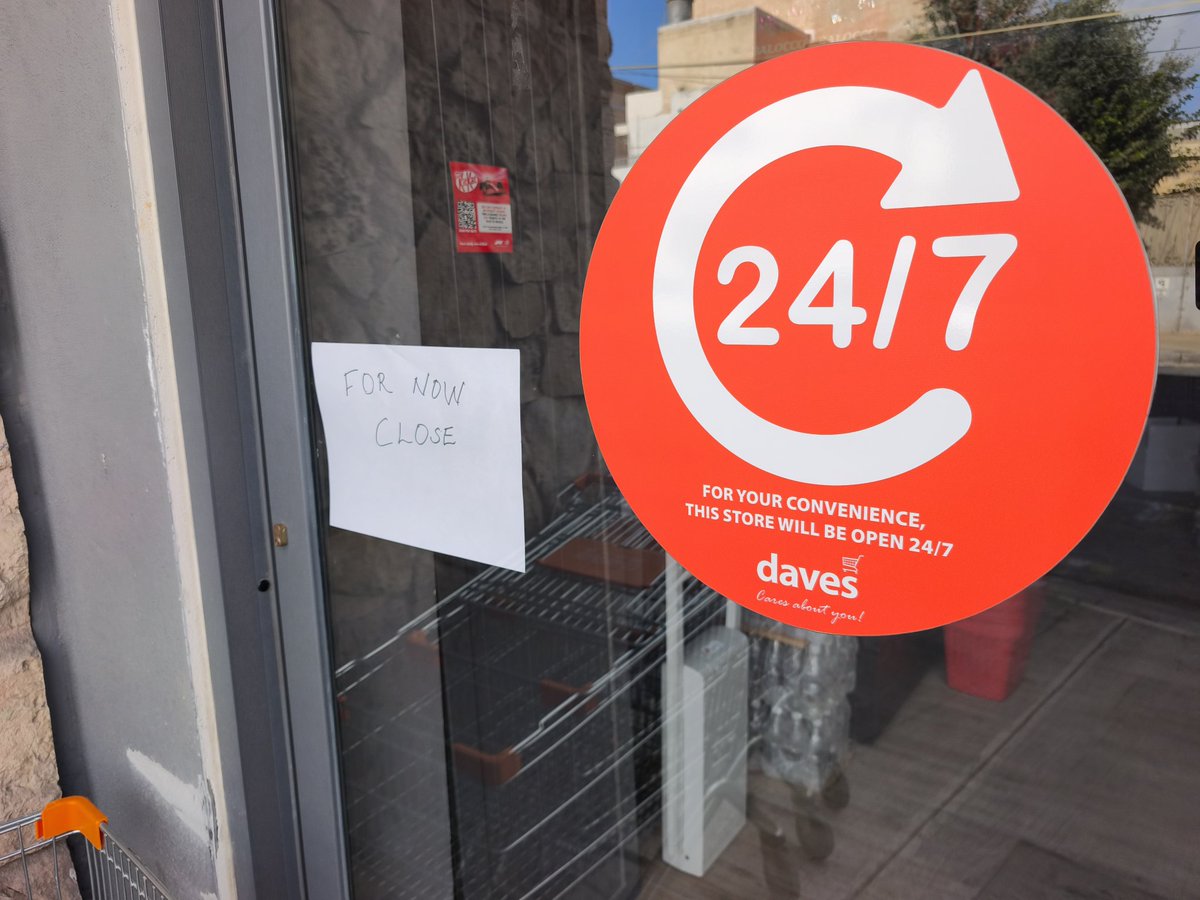 FOR NOW
CLOSE
24/7
FOR YOUR CONVENIENCE,
THIS STORE WILL BE OPEN 24/7
daves
Cares about you!
KitKat